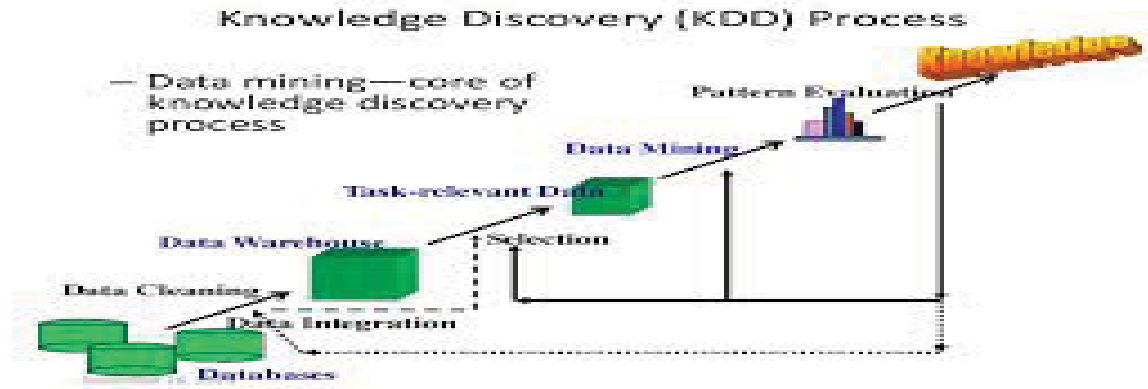 Knowledge Discovery (KDD) Process
– Data mining—core of
knowledge discovery
process
Knowledge
Pattern Evaluation
Data Mining
Task-relevant Data
Selection
Data Warehouse
Data Cleaning
Data Integration
Databases